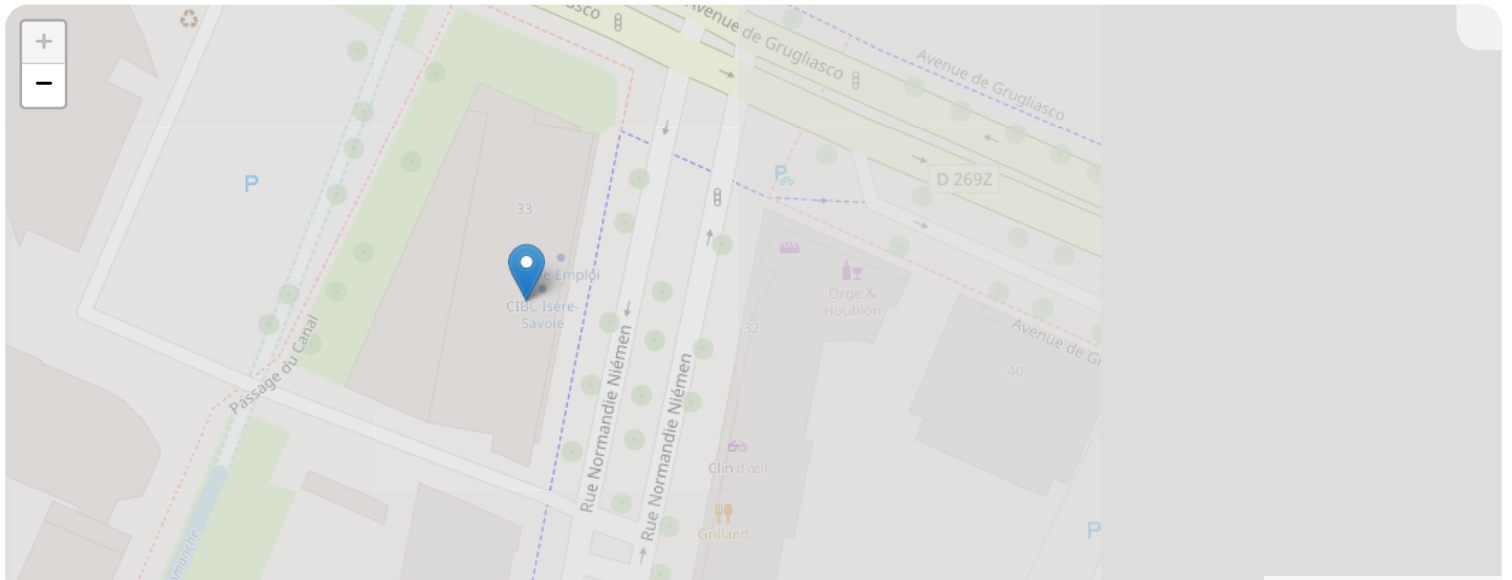 +
−
P
33
e Emploi
CIBC Isère-
Savoie
Passage du Canal
Rue Normandie Niémen
Rue Normandie Niémen
Avenue de Grugliasco
Avenue de Grugliasco
P
D 269Z
Orge &
Houblon
32
Avenue de Gr
40
Clin d'œil
Grilland
P